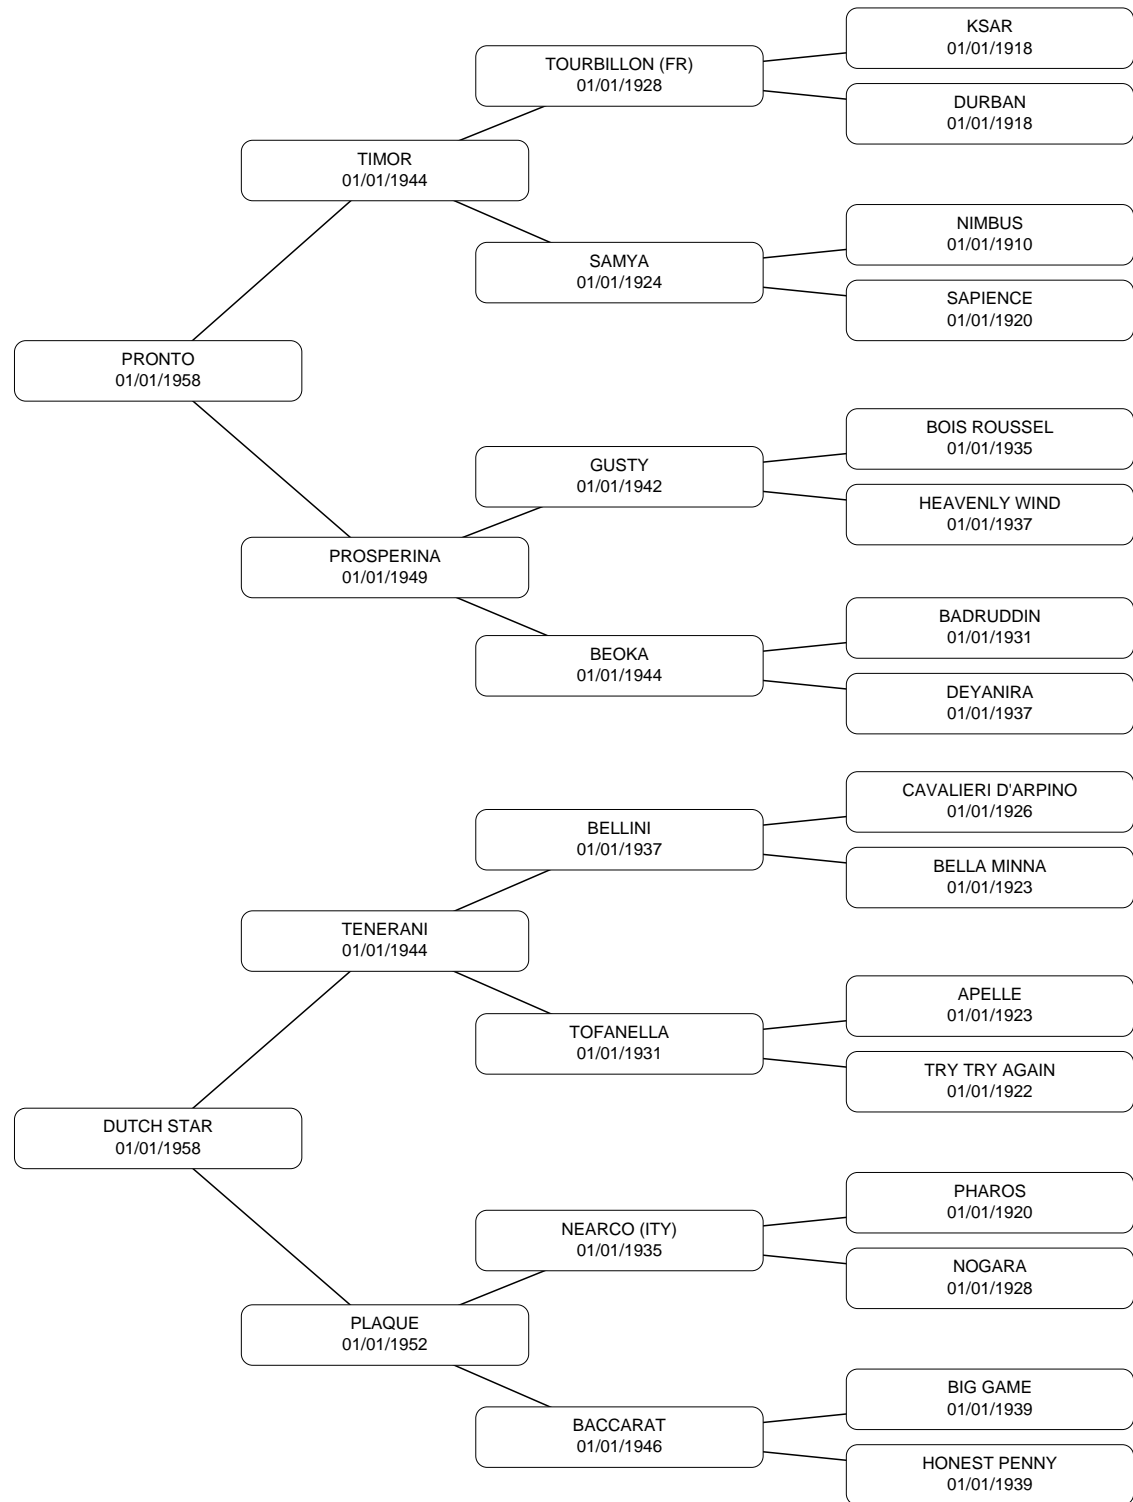 KSAR
01/01/1918
TOURBILLON (FR)
01/01/1928
DURBAN
01/01/1918
TIMOR
01/01/1944
NIMBUS
01/01/1910
SAMYA
01/01/1924
SAPIENCE
01/01/1920
PRONTO
01/01/1958
BOIS ROUSSEL
01/01/1935
GUSTY
01/01/1942
HEAVENLY WIND
01/01/1937
PROSPERINA
01/01/1949
BADRUDDIN
01/01/1931
BEOKA
01/01/1944
DEYANIRA
01/01/1937
CAVALIERI D'ARPINO
01/01/1926
BELLINI
01/01/1937
BELLA MINNA
01/01/1923
TENERANI
01/01/1944
APELLE
01/01/1923
TOFANELLA
01/01/1931
TRY TRY AGAIN
01/01/1922
DUTCH STAR
01/01/1958
PHAROS
01/01/1920
NEARCO (ITY)
01/01/1935
NOGARA
01/01/1928
PLAQUE
01/01/1952
BIG GAME
01/01/1939
BACCARAT
01/01/1946
HONEST PENNY
01/01/1939